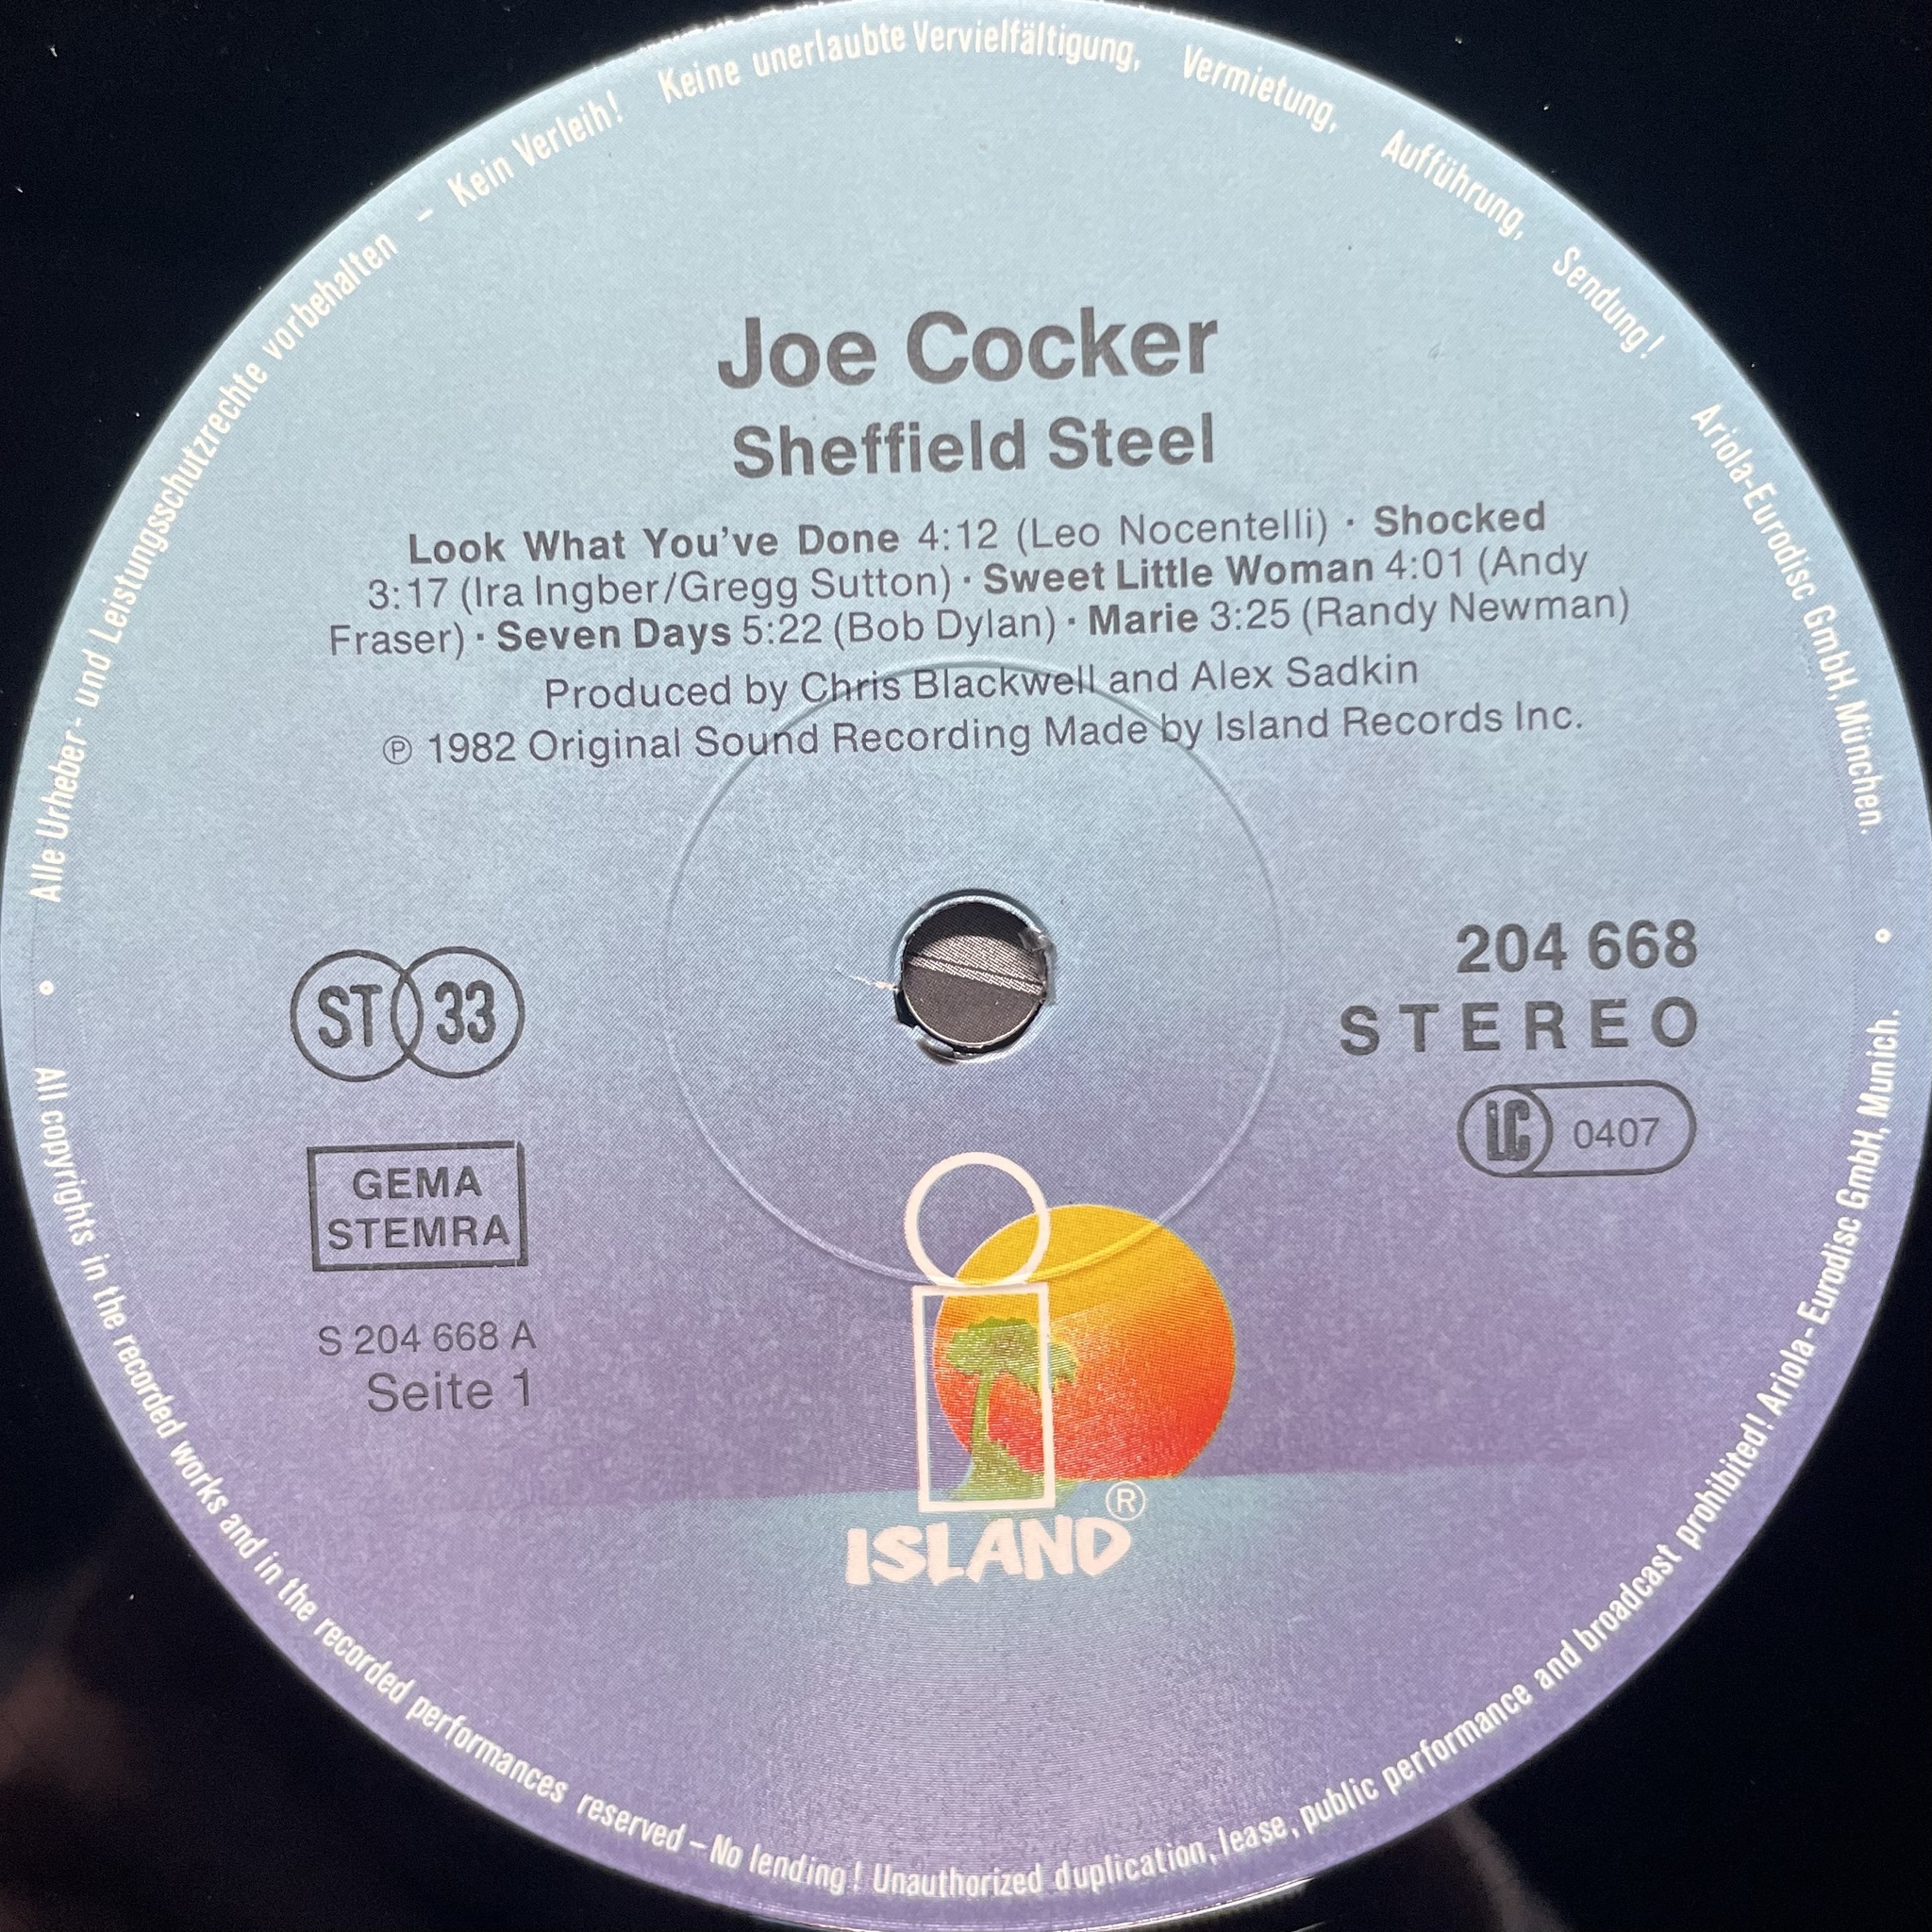 Alle Urheber- und Leistungsschutzrechte vorbehalten – Kein Verleih! Keine unerlaubte Vervielfältigung, Vermietung, Aufführung, Sendung! Ariola-Eurodisc GmbH, München.
Joe Cocker
Sheffield Steel
Look What You've Done 4:12 (Leo Nocentelli) · Shocked
3:17 (Ira Ingber/Gregg Sutton) · Sweet Little Woman 4:01 (Andy
Fraser) · Seven Days 5:22 (Bob Dylan) · Marie 3:25 (Randy Newman)
Produced by Chris Blackwell and Alex Sadkin
℗ 1982 Original Sound Recording Made by Island Records Inc.
ST 33
204 668
STEREO
LC 0407
GEMA
STEMRA
S 204 668 A
Seite 1
ISLAND®
All copyrights in the recorded works and in the recorded performances reserved – No lending! Unauthorized duplication, lease, public performance and broadcast prohibited! Ariola-Eurodisc GmbH, Munich.